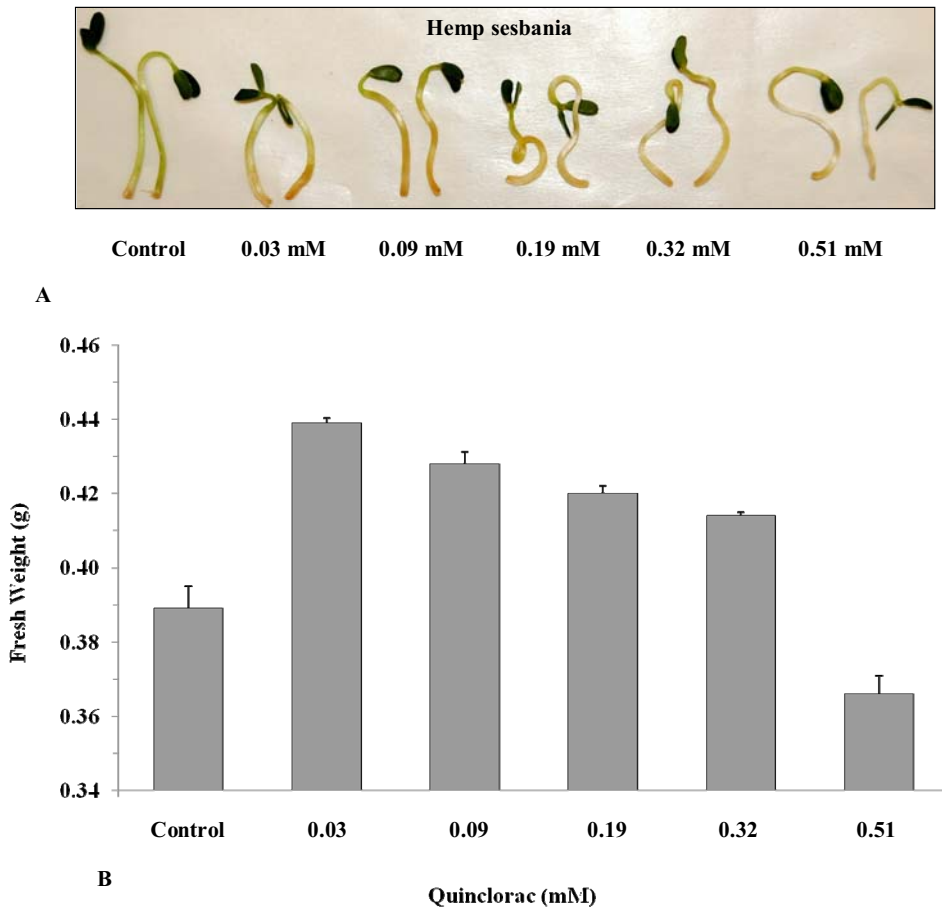 Hemp sesbania
Control 0.03 mM 0.09 mM 0.19 mM 0.32 mM 0.51 mM
A
0.46
0.44
0.42
0.40
0.38
0.36
0.34
Fresh Weight (g)
Control 0.03 0.09 0.19 0.32 0.51
B
Quinclorac (mM)